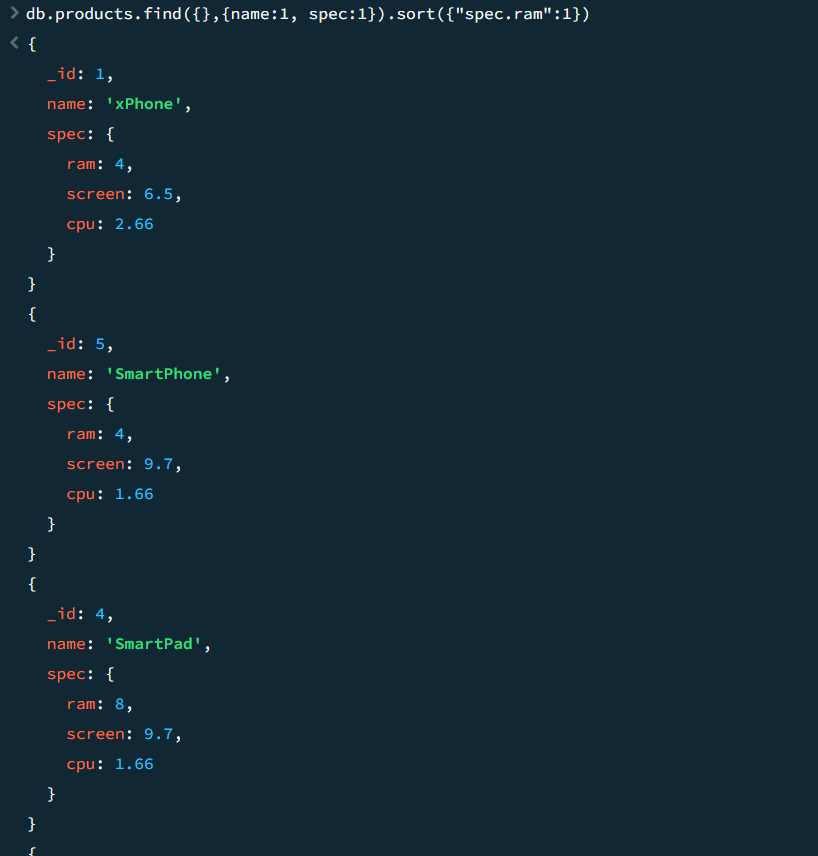 > db.products.find({},{name:1, spec:1}).sort({"spec.ram":1})
< {
_id: 1,
name: 'xPhone',
spec: {
ram: 4,
screen: 6.5,
cpu: 2.66
}
}
{
_id: 5,
name: 'SmartPhone',
spec: {
ram: 4,
screen: 9.7,
cpu: 1.66
}
}
{
_id: 4,
name: 'SmartPad',
spec: {
ram: 8,
screen: 9.7,
cpu: 1.66
}
}
{